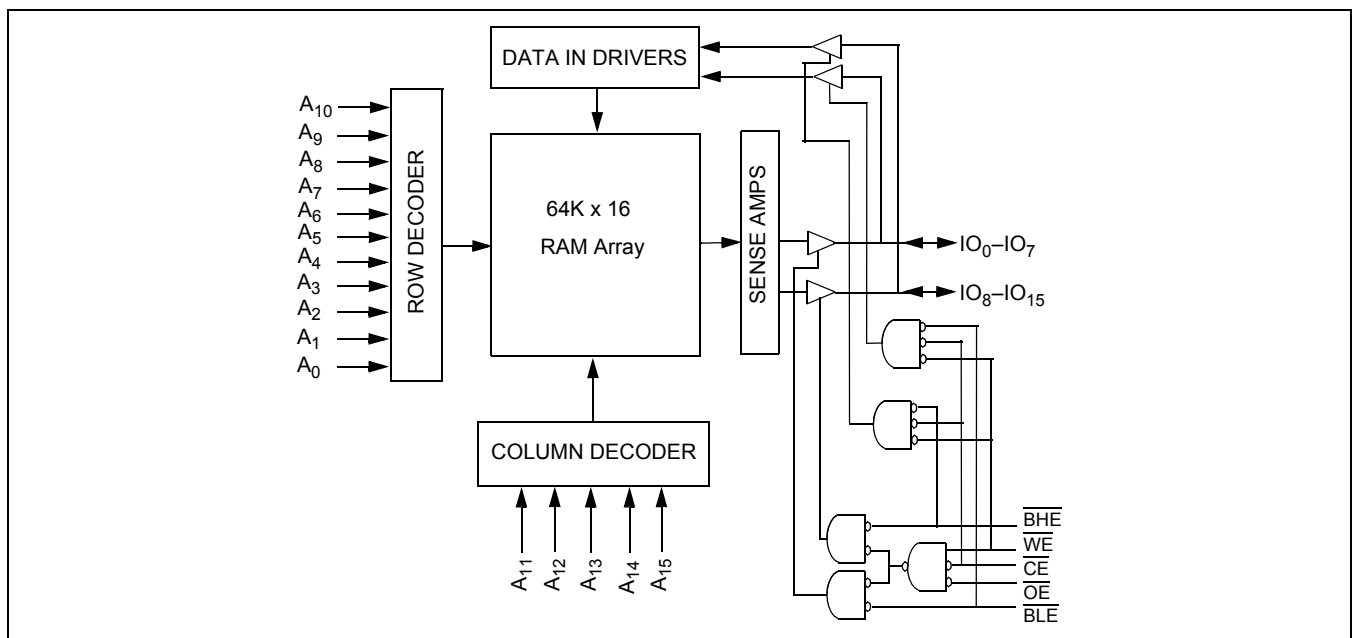 DATA IN DRIVERS
A10
A9
A8
A7
A6
A5
A4
A3
A2
A1
A0
ROW DECODER
64K x 16
RAM Array
SENSE AMPS
IO0–IO7
IO8–IO15
COLUMN DECODER
A11
A12
A13
A14
A15
BHE
WE
CE
OE
BLE